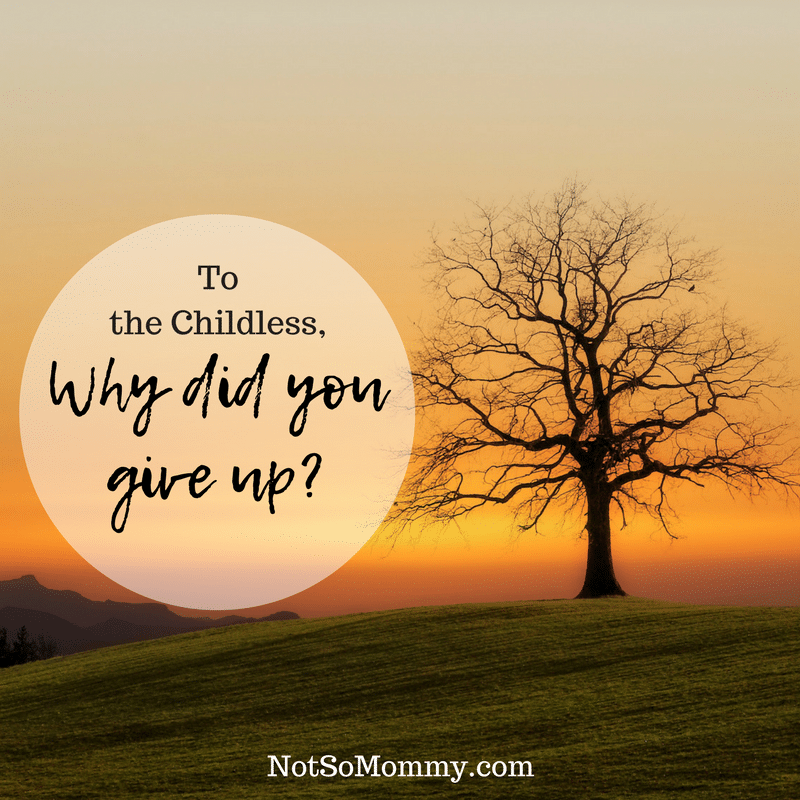 To
the Childless,
Why did you
give up?
NotSoMommy.com